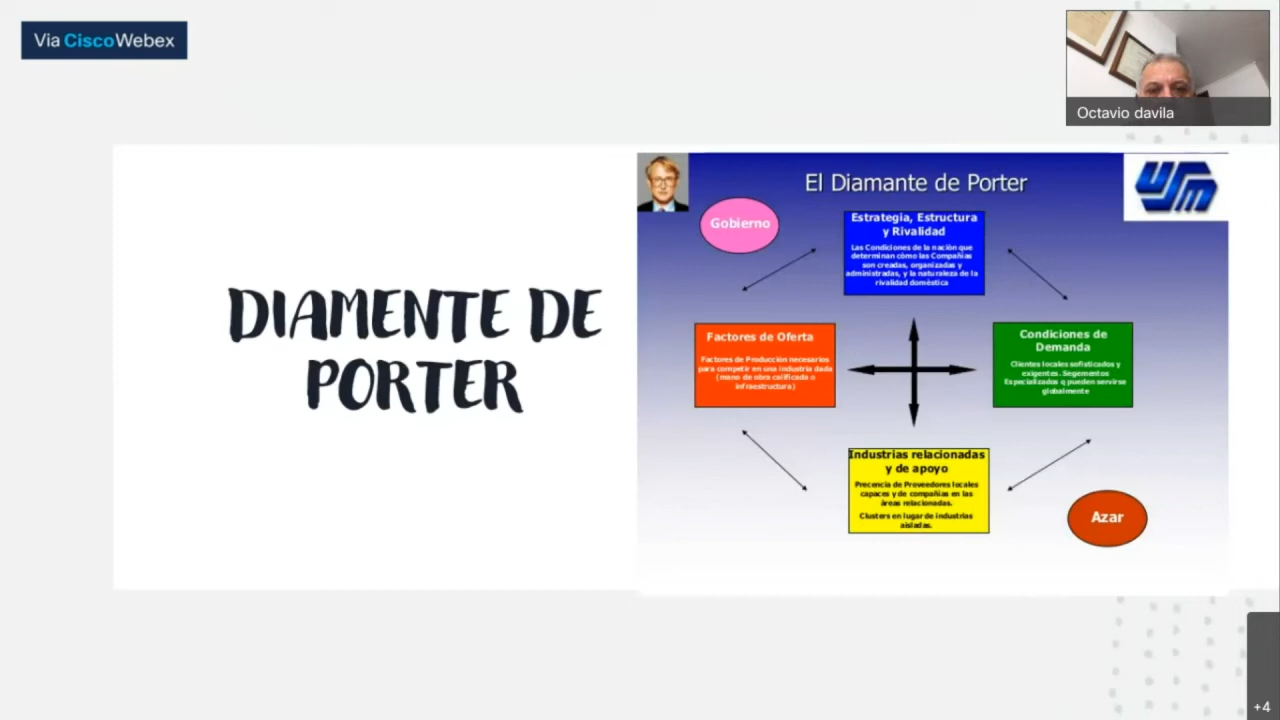 Via CiscoWebex
Octavio davila
DIAMENTE DE
PORTER
El Diamante de Porter
USM
Gobierno
Estrategia, Estructura
y Rivalidad
Las Condiciones de la nación que
determinan cómo las Compañías
son creadas, organizadas y
administradas, y la naturaleza de la
rivalidad doméstica
Factores de Oferta
Factores de Producción necesarios
para competir en una industria dada
(mano de obra calificada o
infraestructura)
Condiciones de
Demanda
Clientes locales sofisticados y
exigentes. Segementos
Especializados q pueden servirse
globalmente
Industrias relacionadas
y de apoyo
Precencia de Proveedores locales
capaces y de compañías en las
áreas relacionadas.
Clusters en lugar de industrias
aisladas.
Azar
+4